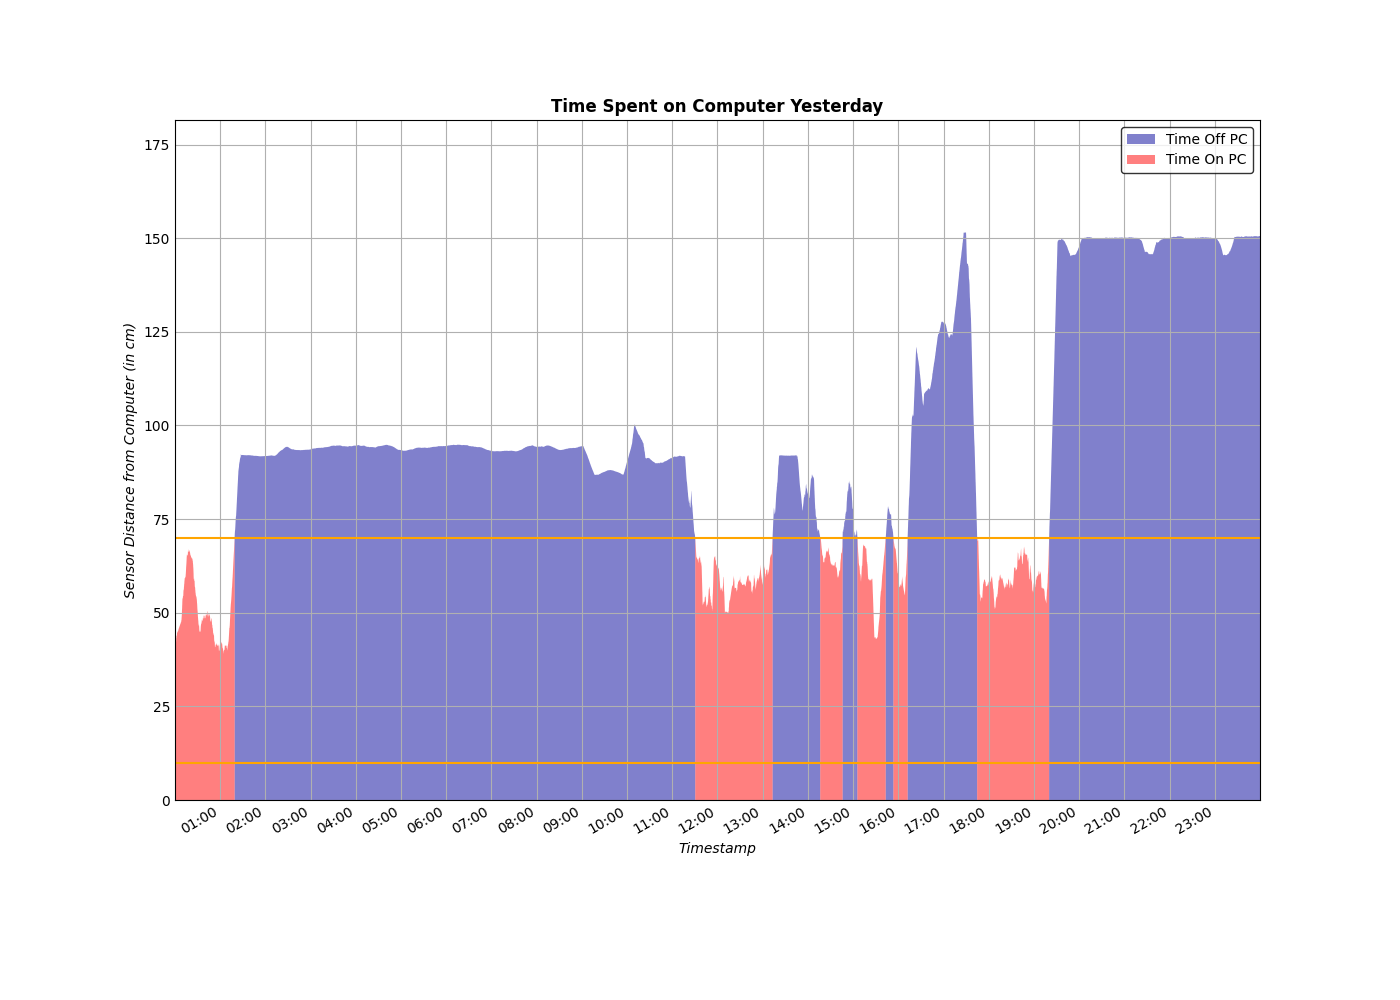 Time Spent on Computer Yesterday
Time Off PC
Time On PC
Sensor Distance from Computer (in cm)
175
150
125
100
75
50
25
0
01:00 02:00 03:00 04:00 05:00 06:00 07:00 08:00 09:00 10:00 11:00 12:00 13:00 14:00 15:00 16:00 17:00 18:00 19:00 20:00 21:00 22:00 23:00
Timestamp